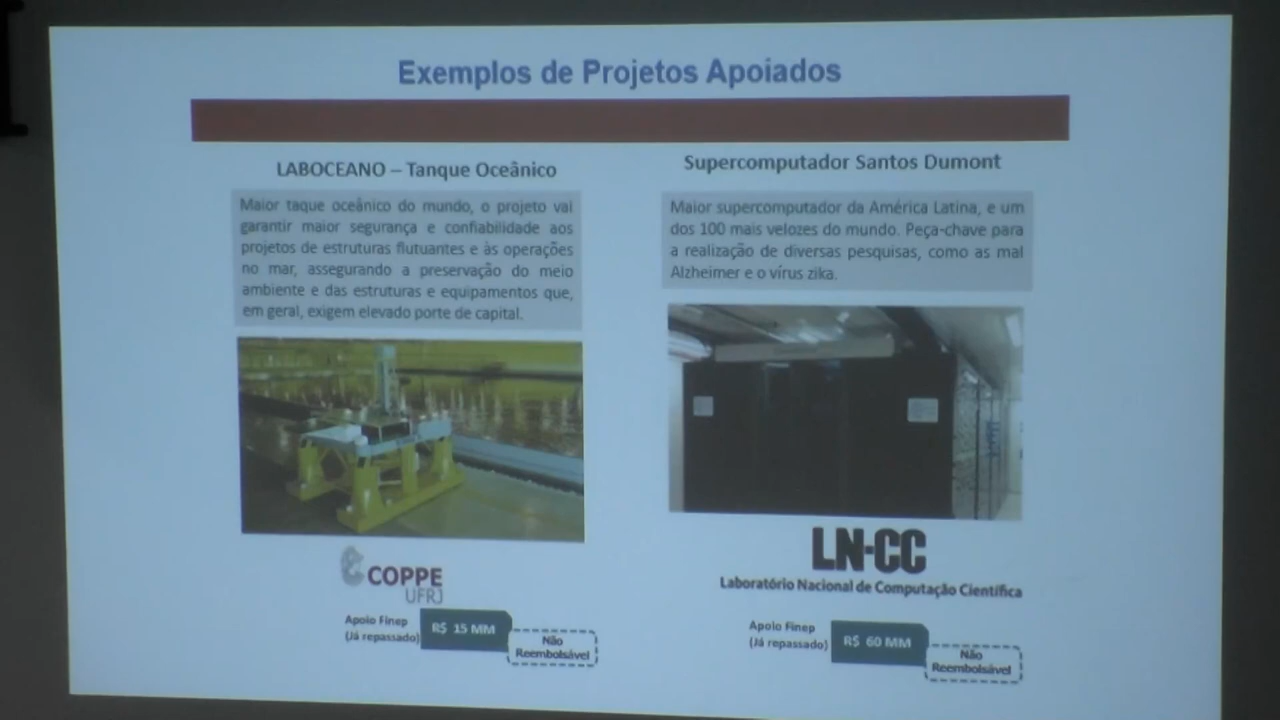 Exemplos de Projetos Apoiados
LABOCEANO – Tanque Oceânico
Maior taque oceânico do mundo, o projeto vai
garantir maior segurança e confiabilidade aos
projetos de estruturas flutuantes e às operações
no mar, assegurando a preservação do meio
ambiente e das estruturas e equipamentos que,
em geral, exigem elevado porte de capital.
COPPE
UFRJ
Apoio Finep
(Já repassado)
R$ 15 MM
Não
Reembolsável
Supercomputador Santos Dumont
Maior supercomputador da América Latina, e um
dos 100 mais velozes do mundo. Peça-chave para
a realização de diversas pesquisas, como as mal
Alzheimer e o vírus zika.
LN-CC
Laboratório Nacional de Computação Científica
Apoio Finep
(Já repassado)
R$ 60 MM
Não
Reembolsável